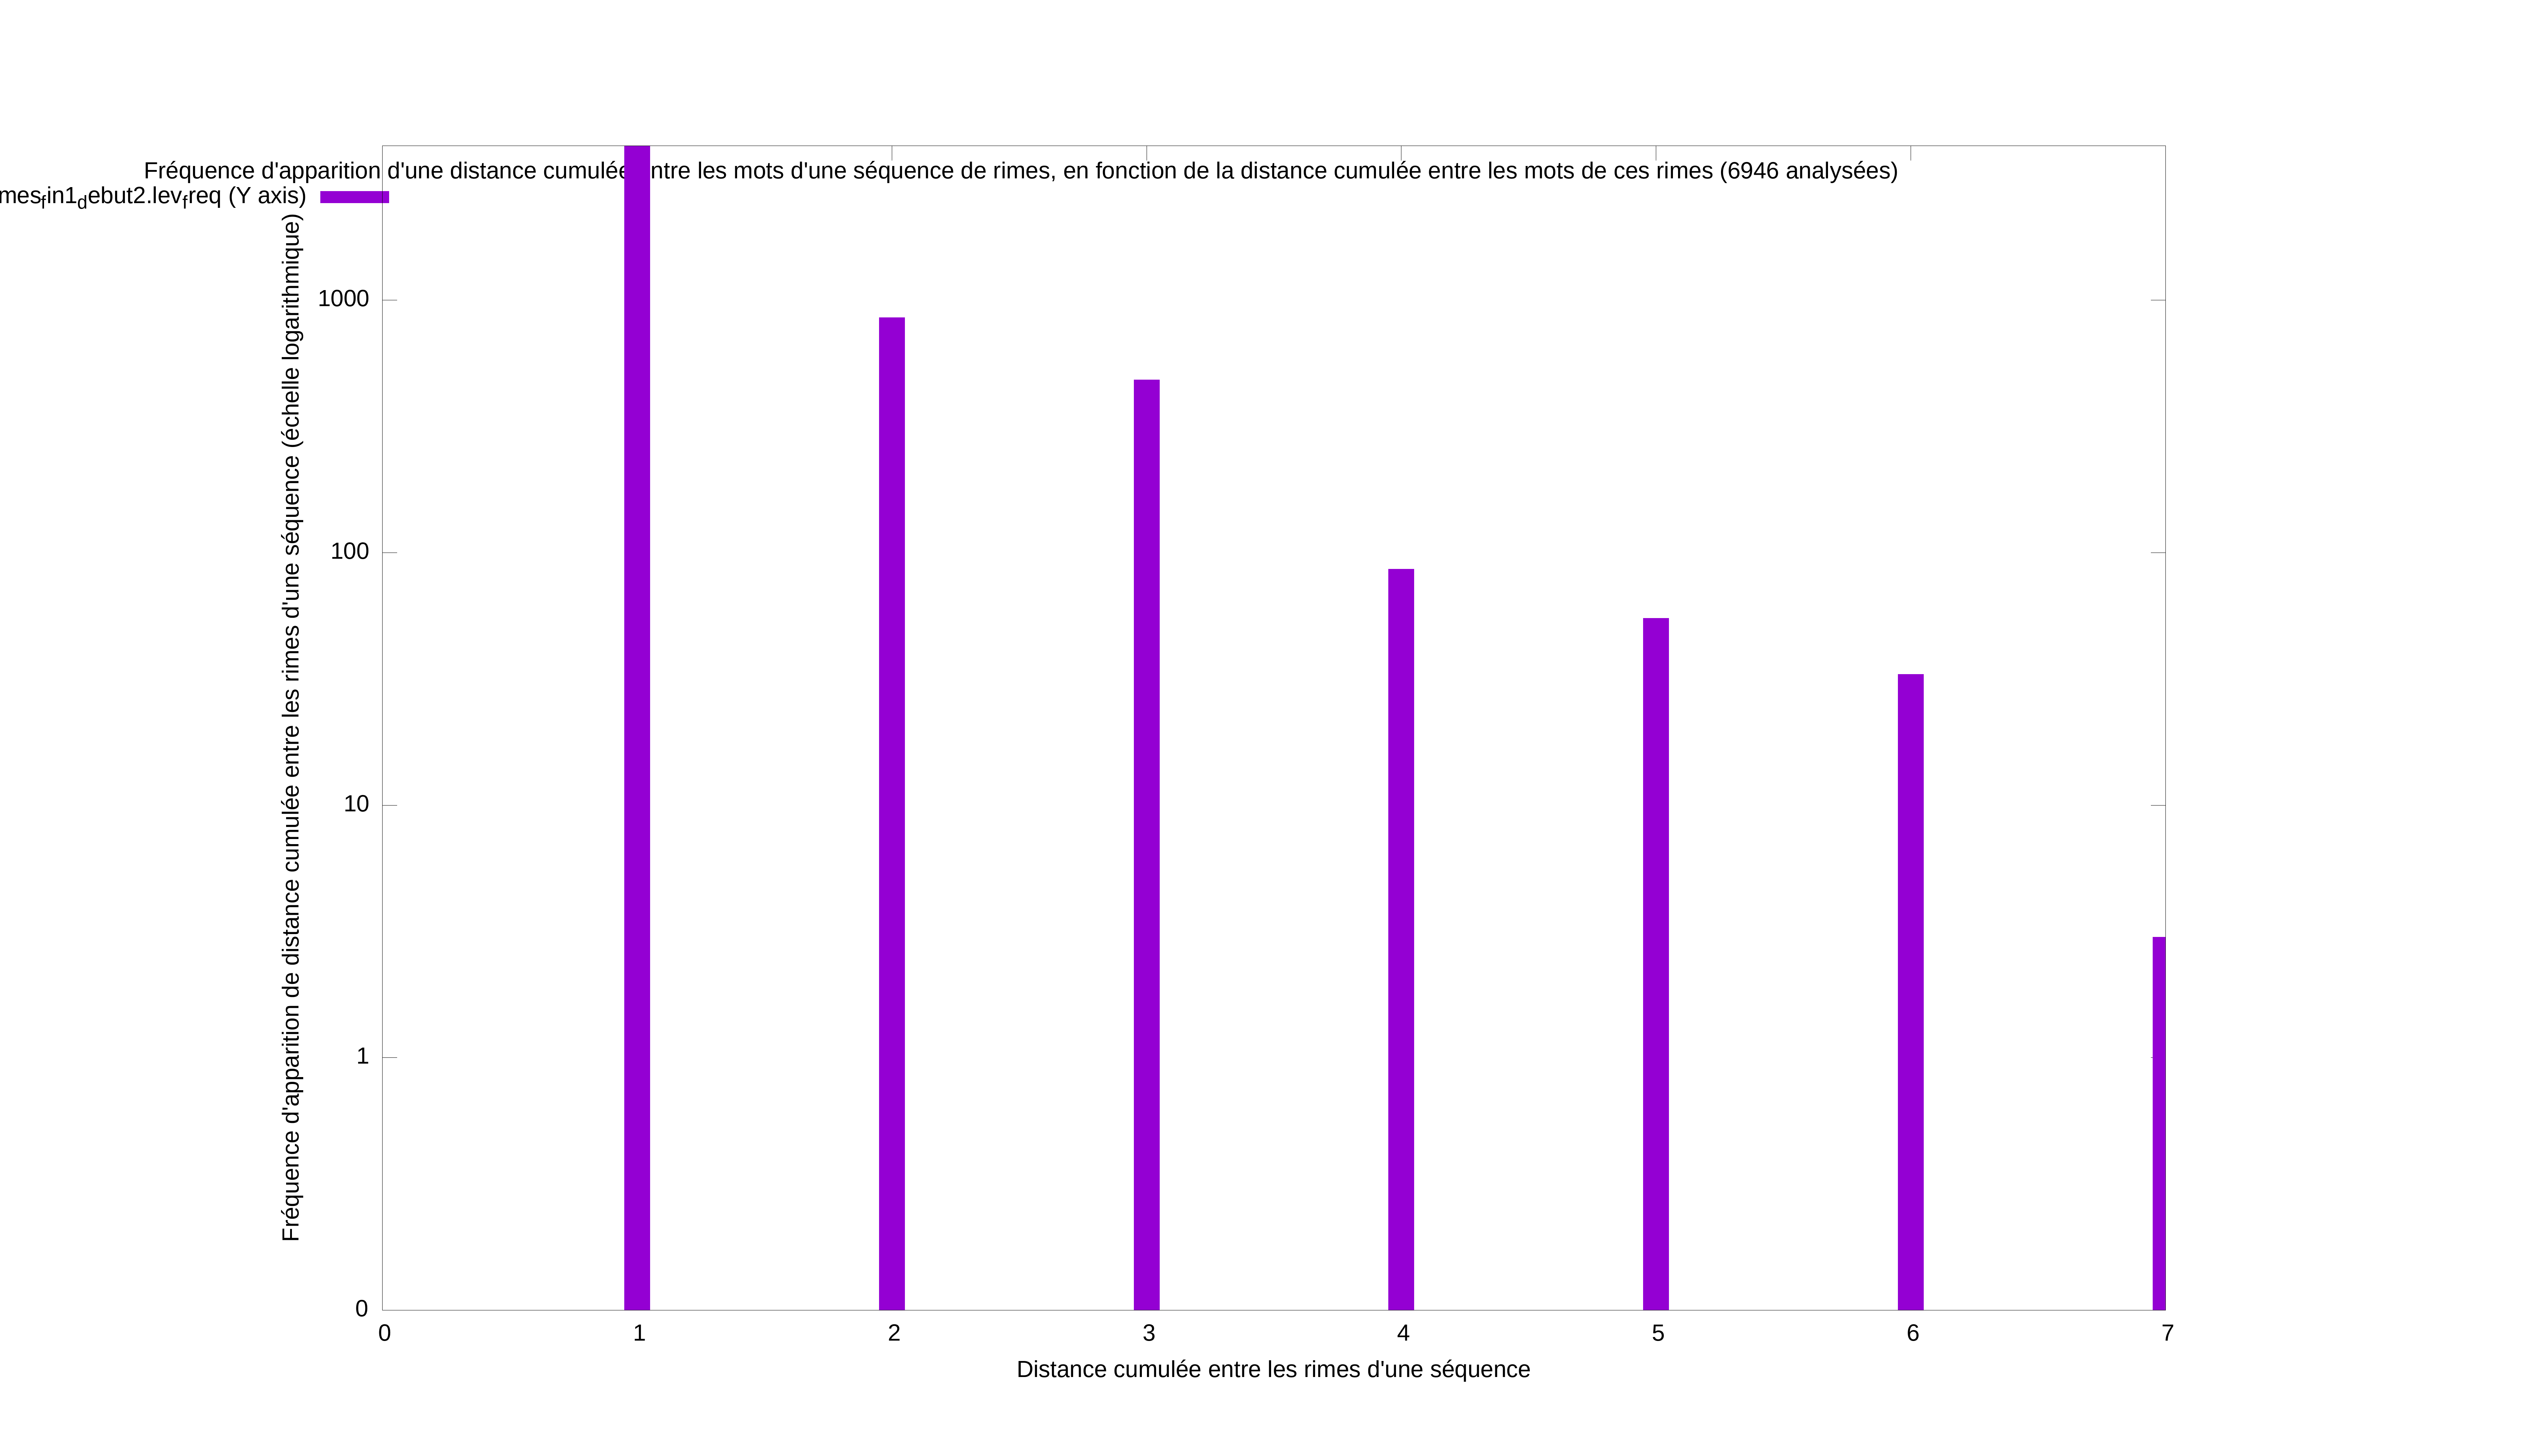 Fréquence d'apparition d'une distance cumulée entre les mots d'une séquence de rimes, en fonction de la distance cumulée entre les mots de ces rimes (6946 analysées)
mesfin1debut2.levfreq (Y axis)
Fréquence d'apparition de distance cumulée entre les rimes d'une séquence (échelle logarithmique)
1000
100
10
1
0
0 1 2 3 4 5 6 7
Distance cumulée entre les rimes d'une séquence